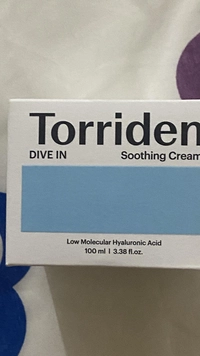 Torriden
DIVE IN Soothing Cream
Low Molecular Hyaluronic Acid
100 ml | 3.38 fl.oz.